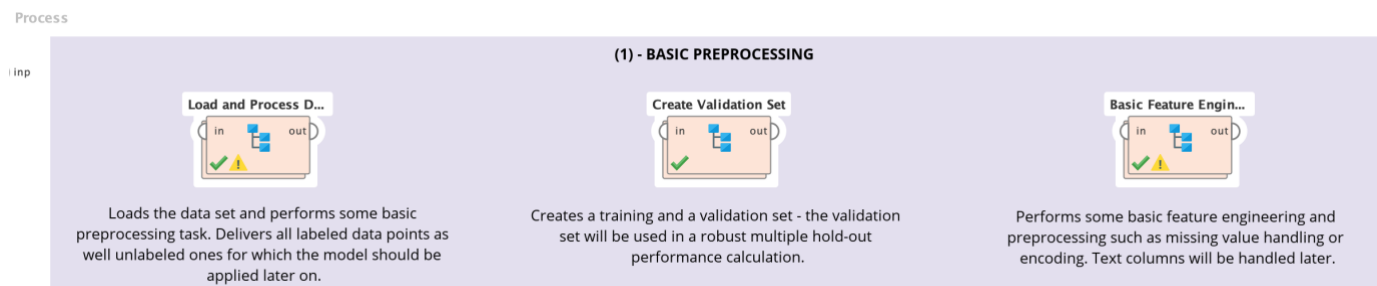 Process
inp
(1) - BASIC PREPROCESSING
Load and Process D...
in out
Loads the data set and performs some basic
preprocessing task. Delivers all labeled data points as
well unlabeled ones for which the model should be
applied later on.
Create Validation Set
in out
Creates a training and a validation set - the validation
set will be used in a robust multiple hold-out
performance calculation.
Basic Feature Engin...
in out
Performs some basic feature engineering and
preprocessing such as missing value handling or
encoding. Text columns will be handled later.